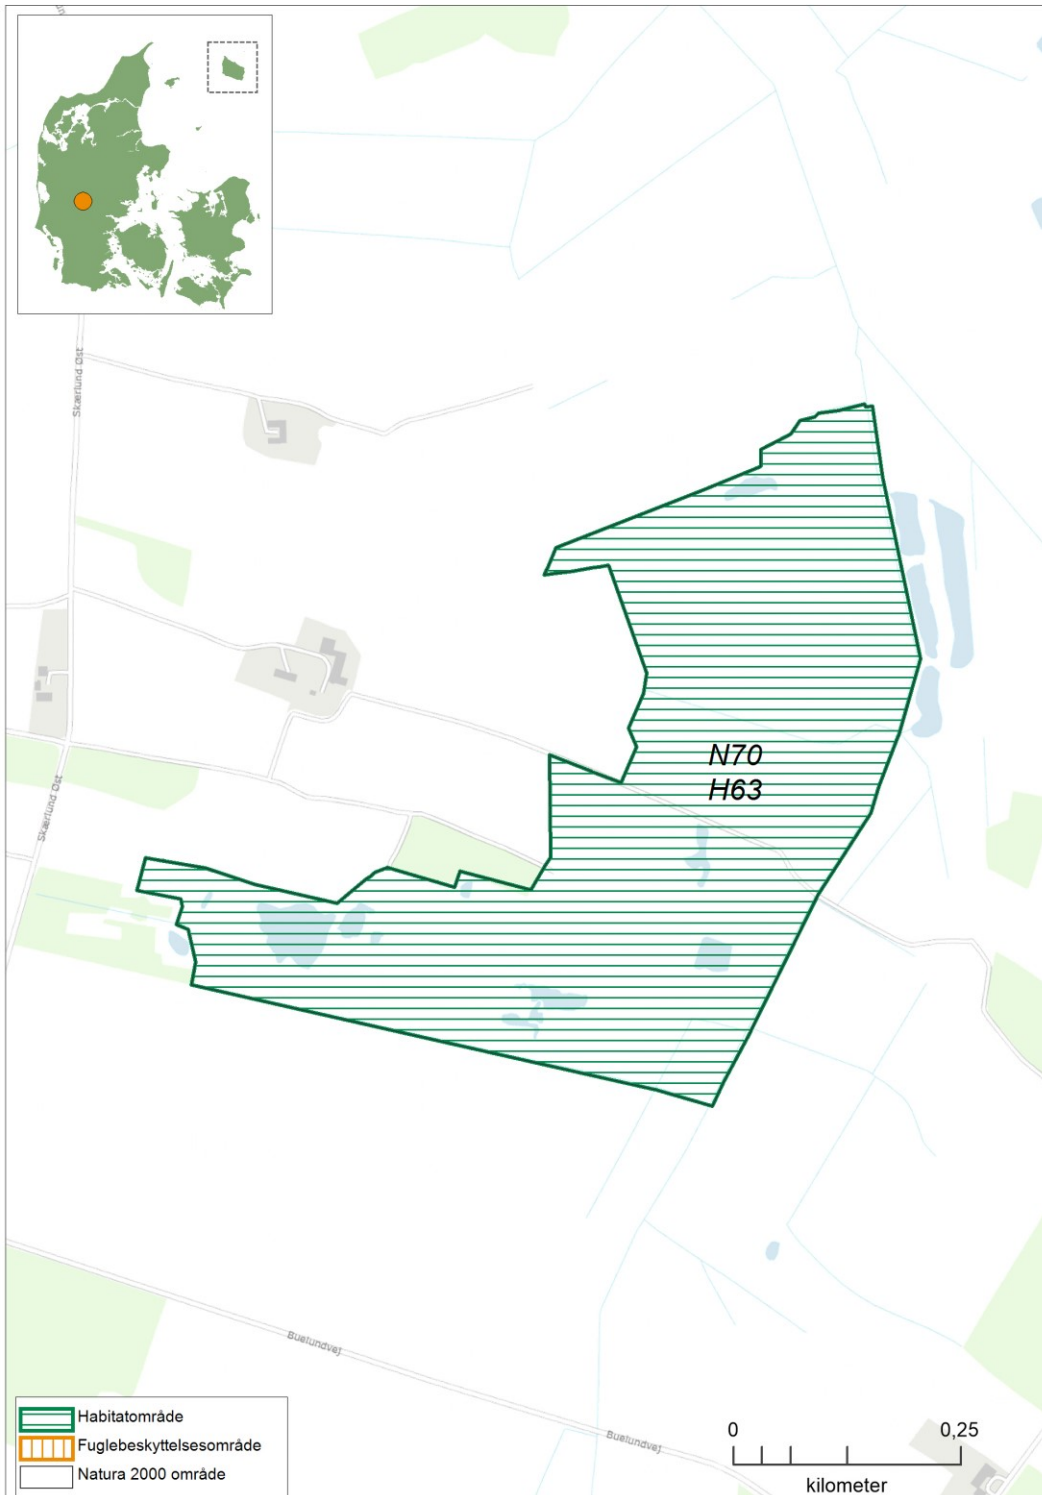 Skærlund Øst
Skærlund Øst
N70
H63
Buelundvej
Buelundvej
Habitatområde
Fuglebeskyttelsesområde
Natura 2000 område
0
0,25
kilometer